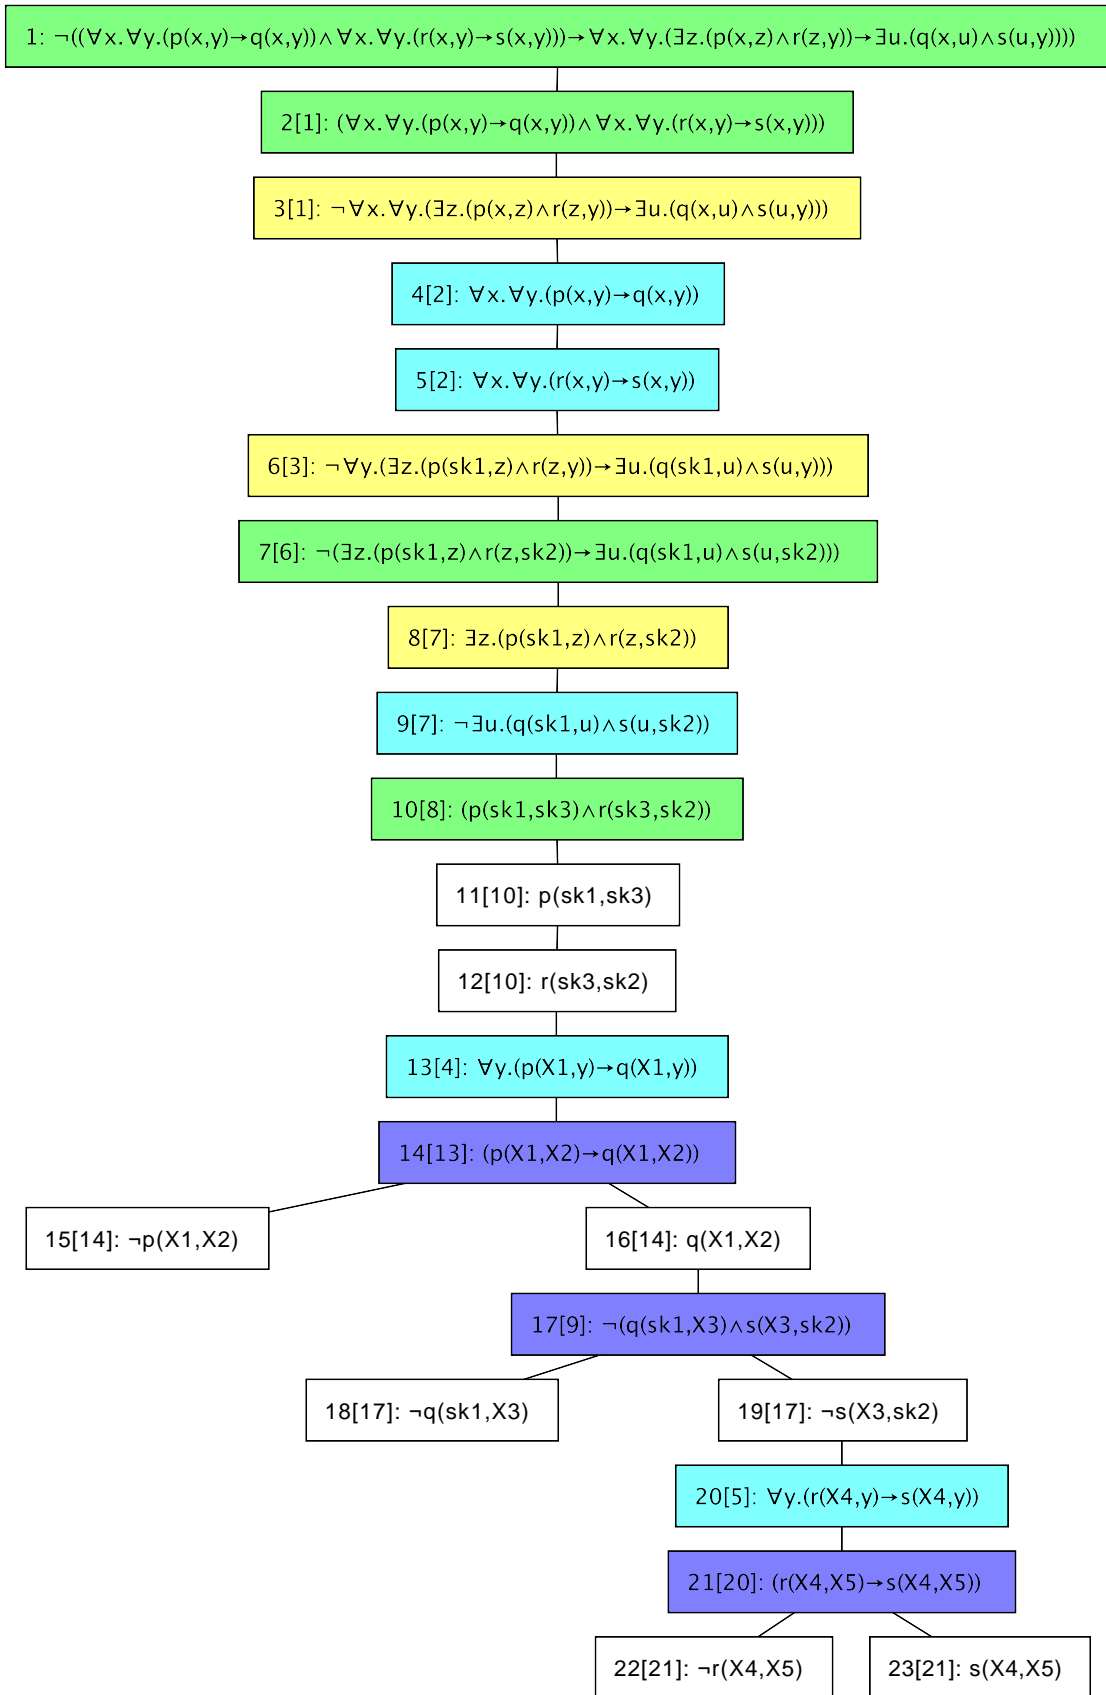 1: ¬((∀x.∀y.(p(x,y)→q(x,y))∧∀x.∀y.(r(x,y)→s(x,y)))→∀x.∀y.(∃z.(p(x,z)∧r(z,y))→∃u.(q(x,u)∧s(u,y))))
2[1]: (∀x.∀y.(p(x,y)→q(x,y))∧∀x.∀y.(r(x,y)→s(x,y)))
3[1]: ¬∀x.∀y.(∃z.(p(x,z)∧r(z,y))→∃u.(q(x,u)∧s(u,y)))
4[2]: ∀x.∀y.(p(x,y)→q(x,y))
5[2]: ∀x.∀y.(r(x,y)→s(x,y))
6[3]: ¬∀y.(∃z.(p(sk1,z)∧r(z,y))→∃u.(q(sk1,u)∧s(u,y)))
7[6]: ¬(∃z.(p(sk1,z)∧r(z,sk2))→∃u.(q(sk1,u)∧s(u,sk2)))
8[7]: ∃z.(p(sk1,z)∧r(z,sk2))
9[7]: ¬∃u.(q(sk1,u)∧s(u,sk2))
10[8]: (p(sk1,sk3)∧r(sk3,sk2))
11[10]: p(sk1,sk3)
12[10]: r(sk3,sk2)
13[4]: ∀y.(p(X1,y)→q(X1,y))
14[13]: (p(X1,X2)→q(X1,X2))
15[14]: ¬p(X1,X2)
16[14]: q(X1,X2)
17[9]: ¬(q(sk1,X3)∧s(X3,sk2))
18[17]: ¬q(sk1,X3)
19[17]: ¬s(X3,sk2)
20[5]: ∀y.(r(X4,y)→s(X4,y))
21[20]: (r(X4,X5)→s(X4,X5))
22[21]: ¬r(X4,X5)
23[21]: s(X4,X5)